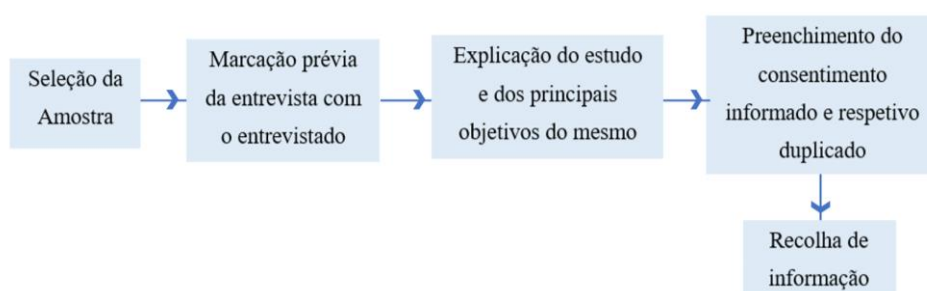 Seleção da
Amostra
Marcação prévia
da entrevista com
o entrevistado
Explicação do estudo
e dos principais
objetivos do mesmo
Preenchimento do
consentimento
informado e respetivo
duplicado
Recolha de
informação